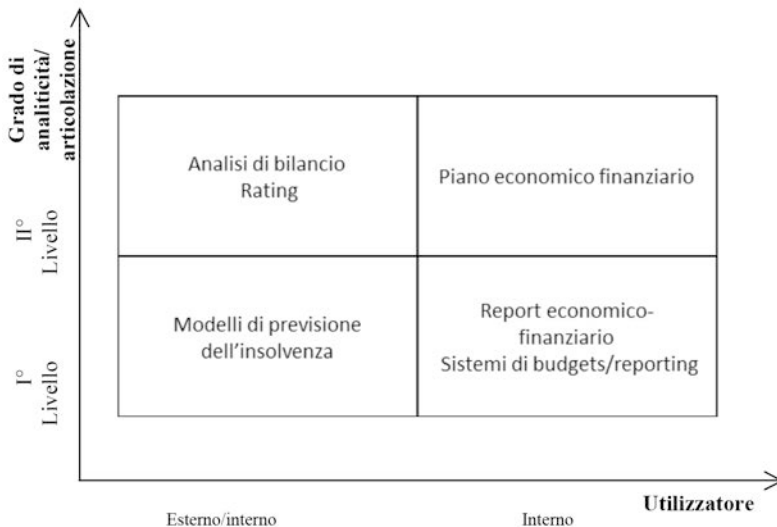 Grado di
analiticità/
articolazione
II°
Livello
I°
Livello
Analisi di bilancio
Rating
Piano economico finanziario
Modelli di previsione
dell'insolvenza
Report economico-
finanziario
Sistemi di budgets/reporting
Esterno/interno
Interno
Utilizzatore